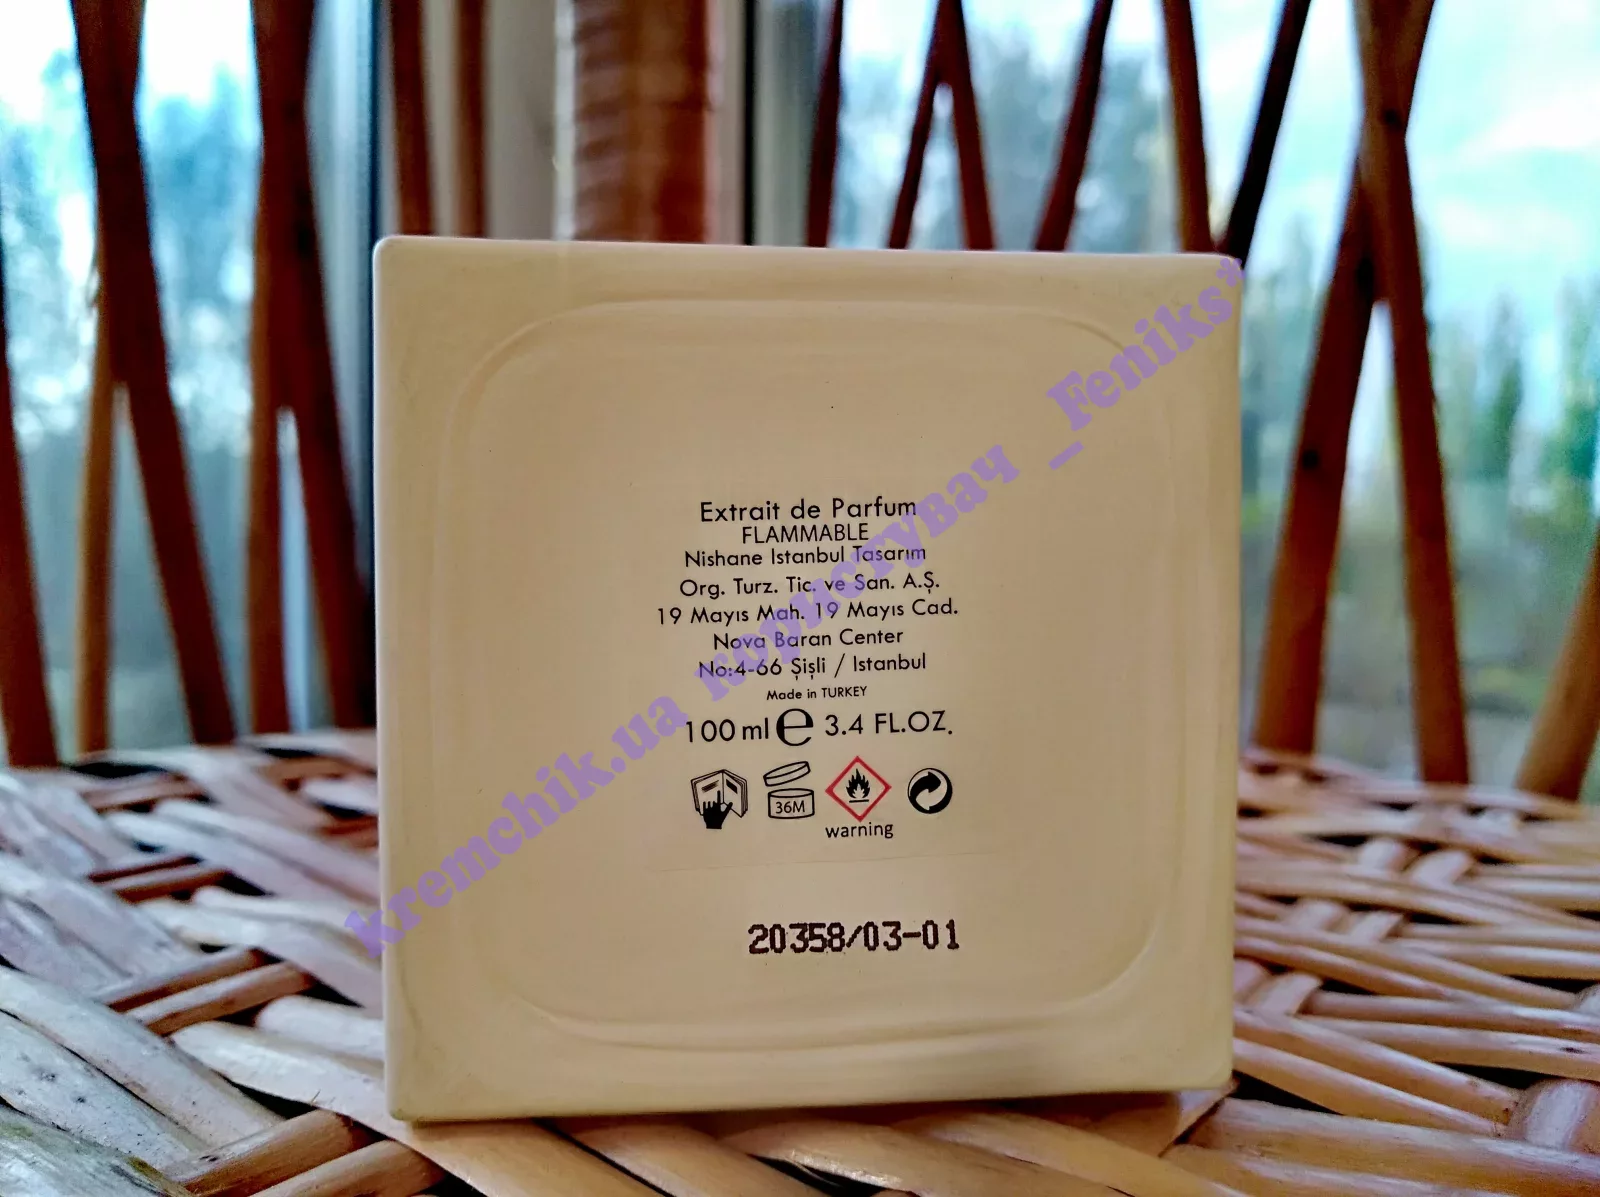 Extrait de Parfum
FLAMMABLE
Nishane Istanbul Tasarım
Org. Turz. Tic. ve San. A.Ş.
19 Mayıs Mah. 19 Mayıs Cad.
Nova Baran Center
No:4-66 Şişli / Istanbul
Made in TURKEY
100 ml e 3.4 FL.OZ.
36M
warning
20358/03-01
kremchik.ua користувач _Feniks*